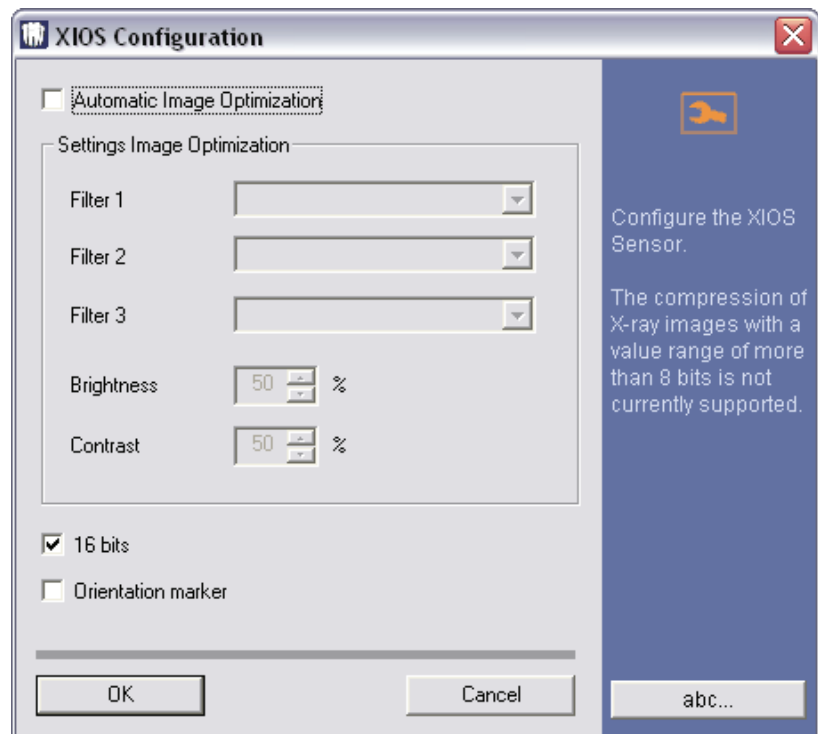 XIOS Configuration
Automatic Image Optimization
Settings Image Optimization
Filter 1
Filter 2
Filter 3
Brightness 50 %
Contrast 50 %
16 bits
Orientation marker
OK Cancel
Configure the XIOS
Sensor.
The compression of
X-ray images with a
value range of more
than 8 bits is not
currently supported.
abc...